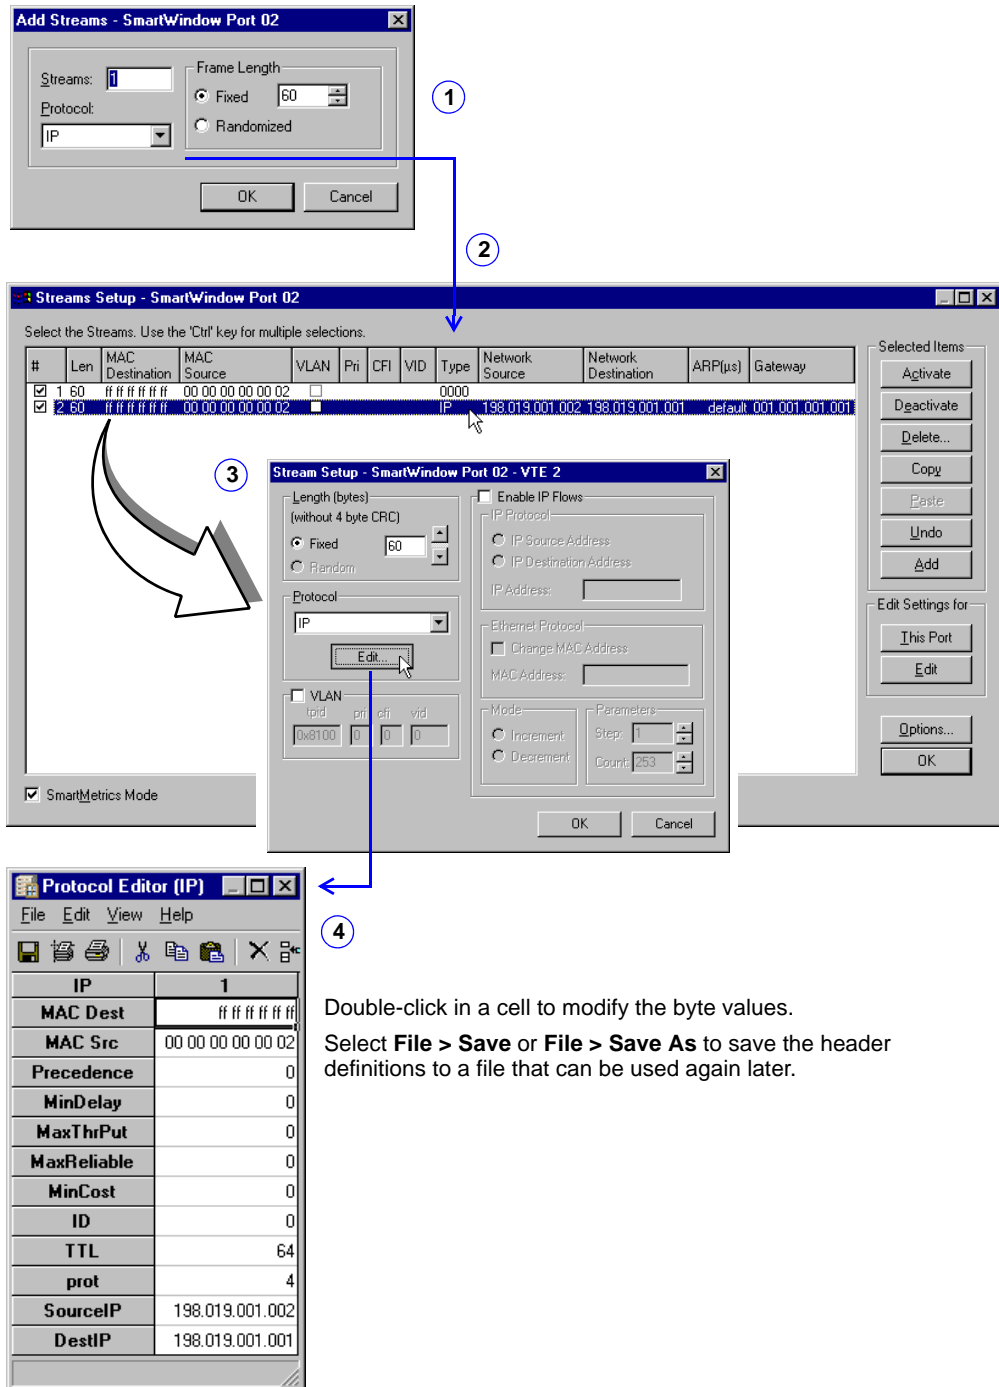 Add Streams - SmartWindow Port 02
Streams: 1
Protocol:
IP
Frame Length
Fixed 60
Randomized
OK Cancel
1
2
Streams Setup - SmartWindow Port 02
Select the Streams. Use the 'Ctrl' key for multiple selections.
# Len MAC Destination MAC Source VLAN Pri CFI VID Type Network Source Network Destination ARP(µs) Gateway
1 60 ff ff ff ff ff ff 00 00 00 00 00 02 0000
2 60 ff ff ff ff ff ff 00 00 00 00 00 02 IP 198.019.001.002 198.019.001.001 default 001.001.001.001
Selected Items
Activate
Deactivate
Delete...
Copy
Paste
Undo
Add
Edit Settings for
This Port
Edit
Options...
OK
SmartMetrics Mode
3
Stream Setup - SmartWindow Port 02 - VTE 2
Length (bytes)
(without 4 byte CRC)
Fixed 60
Random
Protocol
IP
Edit...
VLAN
tpid pri cfi vid
0x8100 0 0 0
Enable IP Flows
IP Protocol
IP Source Address
IP Destination Address
IP Address:
Ethernet Protocol
Change MAC Address
MAC Address:
Mode
Increment
Decrement
Parameters
Step: 1
Count: 253
OK Cancel
Protocol Editor (IP)
File Edit View Help
IP 1
MAC Dest ff ff ff ff ff ff
MAC Src 00 00 00 00 00 02
Precedence 0
MinDelay 0
MaxThrPut 0
MaxReliable 0
MinCost 0
ID 0
TTL 64
prot 4
SourceIP 198.019.001.002
DestIP 198.019.001.001
4
Double-click in a cell to modify the byte values.
Select File > Save or File > Save As to save the header
definitions to a file that can be used again later.